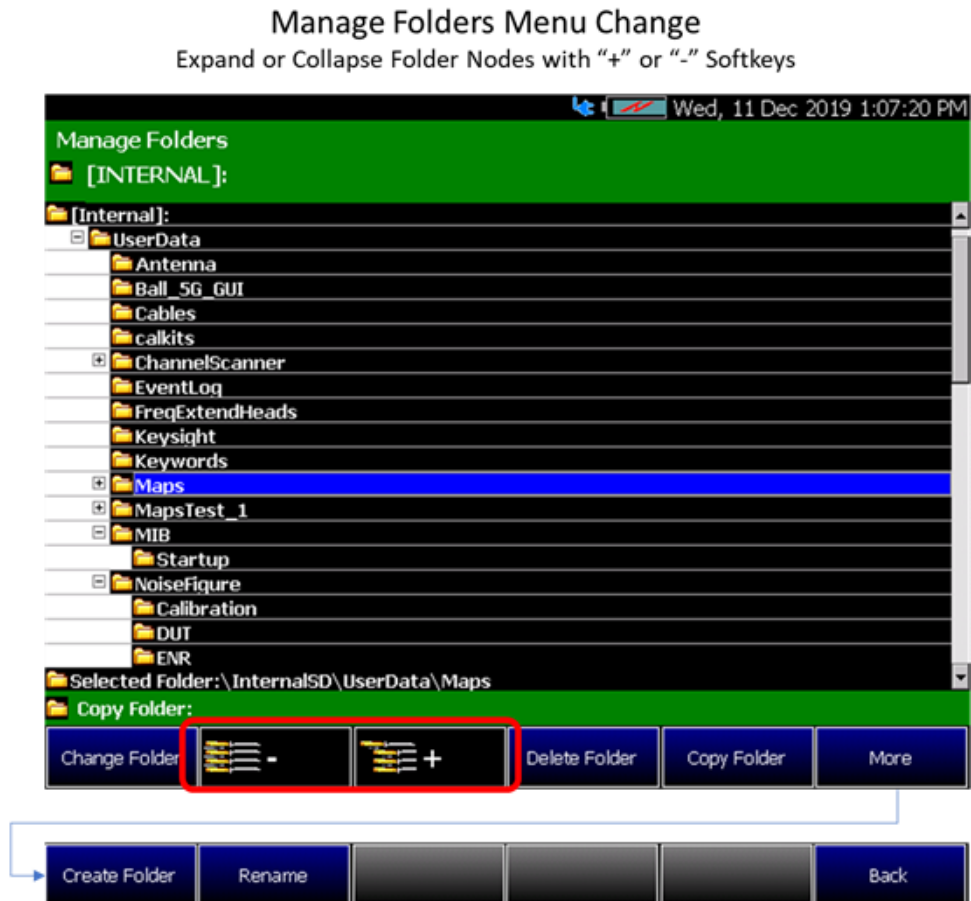 Manage Folders Menu Change
Expand or Collapse Folder Nodes with “+” or “-” Softkeys
Wed, 11 Dec 2019 1:07:20 PM
Manage Folders
[INTERNAL]:
[Internal]:
UserData
Antenna
Ball_5G_GUI
Cables
calkits
ChannelScanner
EventLog
FreqExtendHeads
Keysight
Keywords
Maps
MapsTest_1
MIB
Startup
NoiseFigure
Calibration
DUT
ENR
Selected Folder:\InternalSD\UserData\Maps
Copy Folder:
Change Folder - + Delete Folder Copy Folder More
Create Folder Rename Back